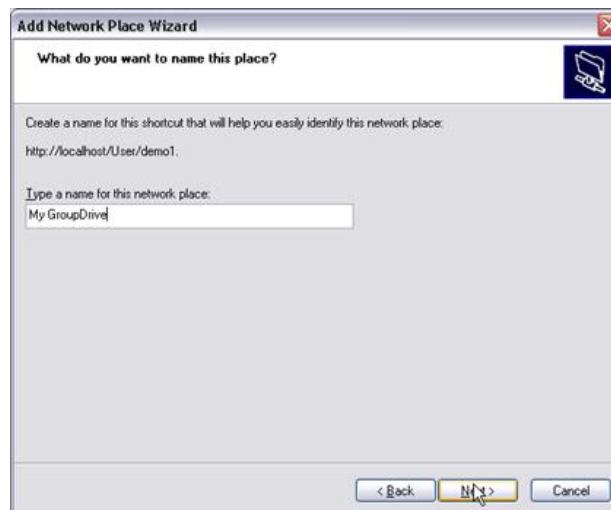 Add Network Place Wizard
What do you want to name this place?
Create a name for this shortcut that will help you easily identify this network place:
http://localhost/User/demo1.
Type a name for this network place:
My GroupDrive
< Back
Next >
Cancel